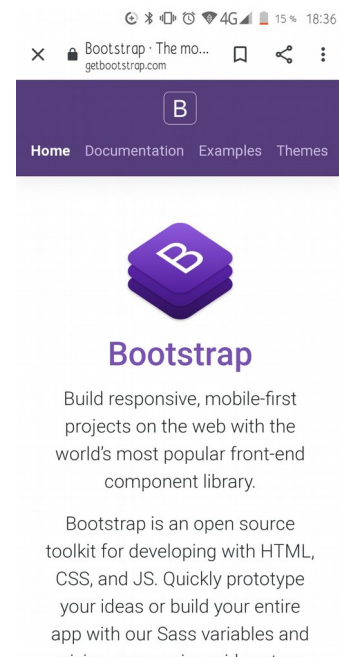 4G 15 % 18:36
Bootstrap · The mo...
getbootstrap.com
B
Home Documentation Examples Themes
B
Bootstrap
Build responsive, mobile-first
projects on the web with the
world's most popular front-end
component library.
Bootstrap is an open source
toolkit for developing with HTML,
CSS, and JS. Quickly prototype
your ideas or build your entire
app with our Sass variables and